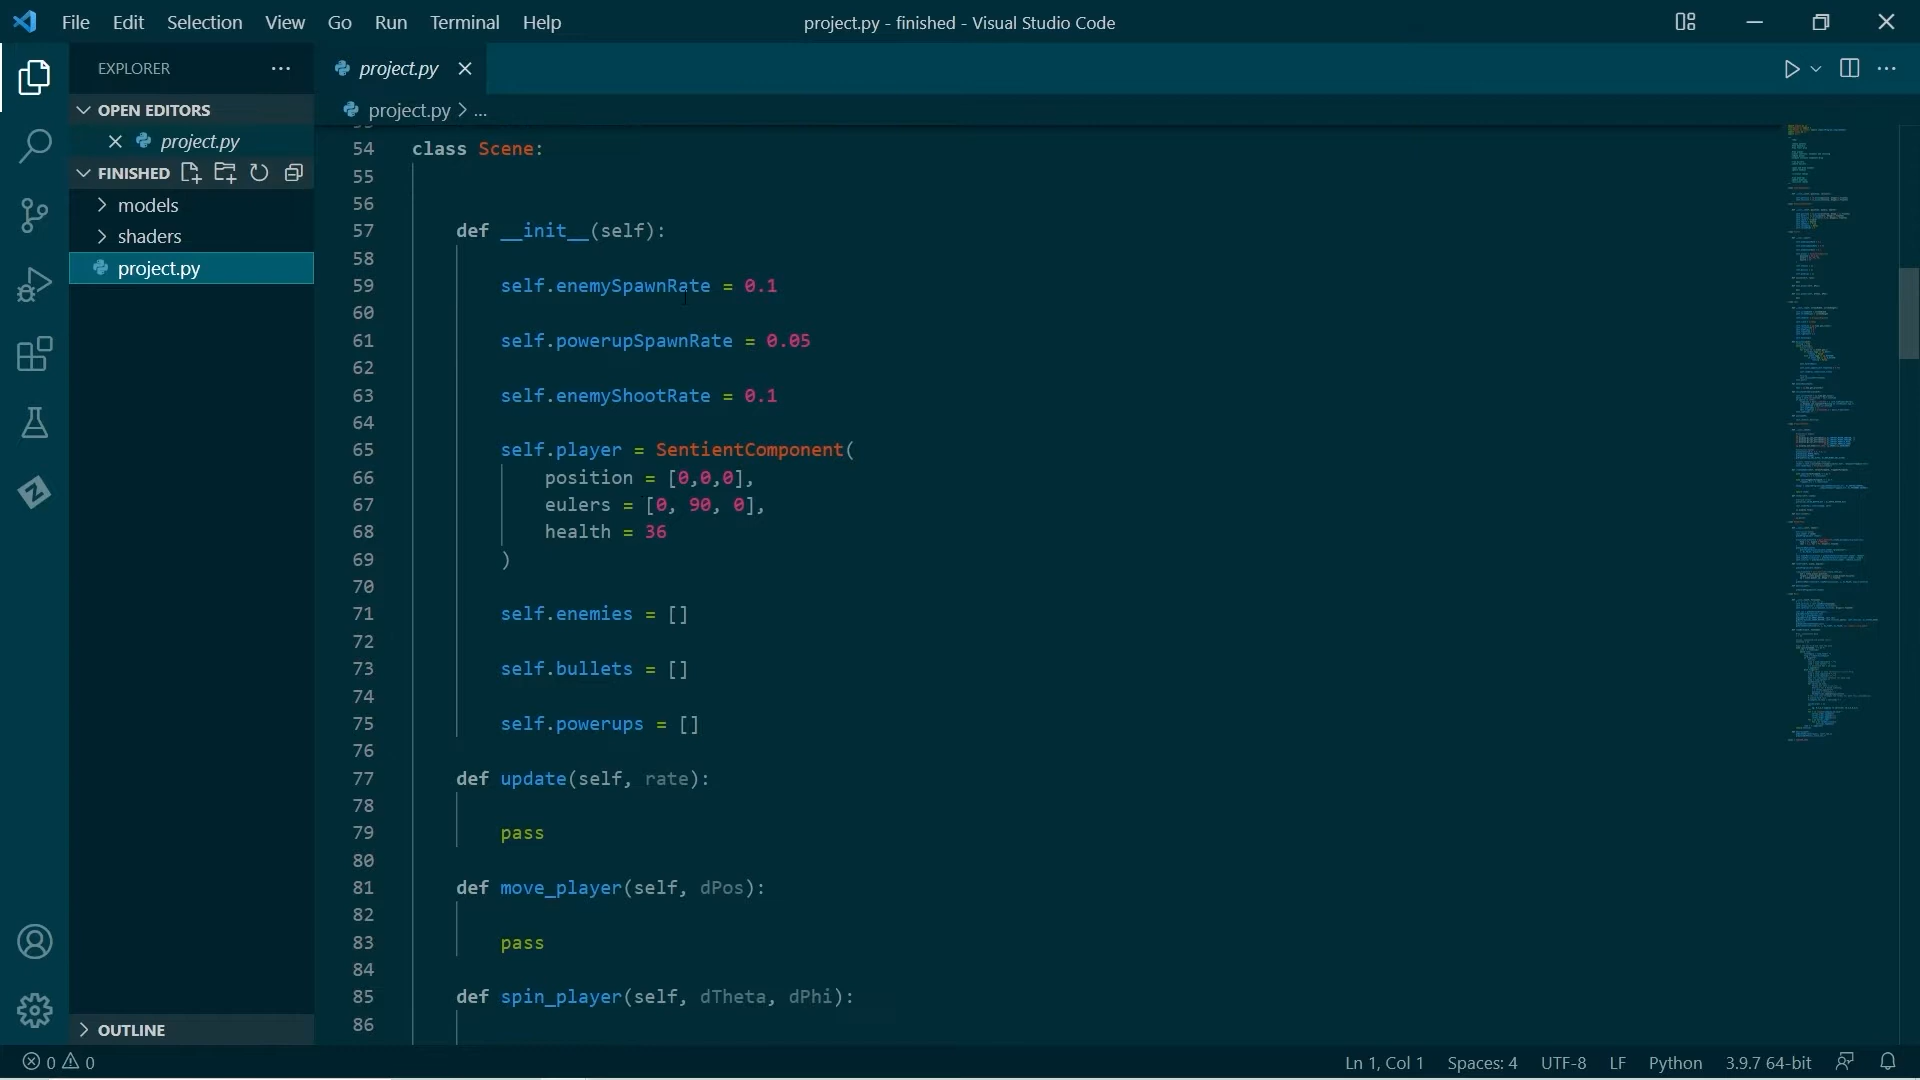 File Edit Selection View Go Run Terminal Help
project.py - finished - Visual Studio Code
EXPLORER
project.py
OPEN EDITORS
project.py > ...
project.py
FINISHED
models
shaders
project.py
OUTLINE
54 class Scene:
55
56
57 def __init__(self):
58
59 self.enemySpawnRate = 0.1
60
61 self.powerupSpawnRate = 0.05
62
63 self.enemyShootRate = 0.1
64
65 self.player = SentientComponent(
66 position = [0,0,0],
67 eulers = [0, 90, 0],
68 health = 36
69 )
70
71 self.enemies = []
72
73 self.bullets = []
74
75 self.powerups = []
76
77 def update(self, rate):
78
79 pass
80
81 def move_player(self, dPos):
82
83 pass
84
85 def spin_player(self, dTheta, dPhi):
86
0 0
Ln 1, Col 1 Spaces: 4 UTF-8 LF Python 3.9.7 64-bit